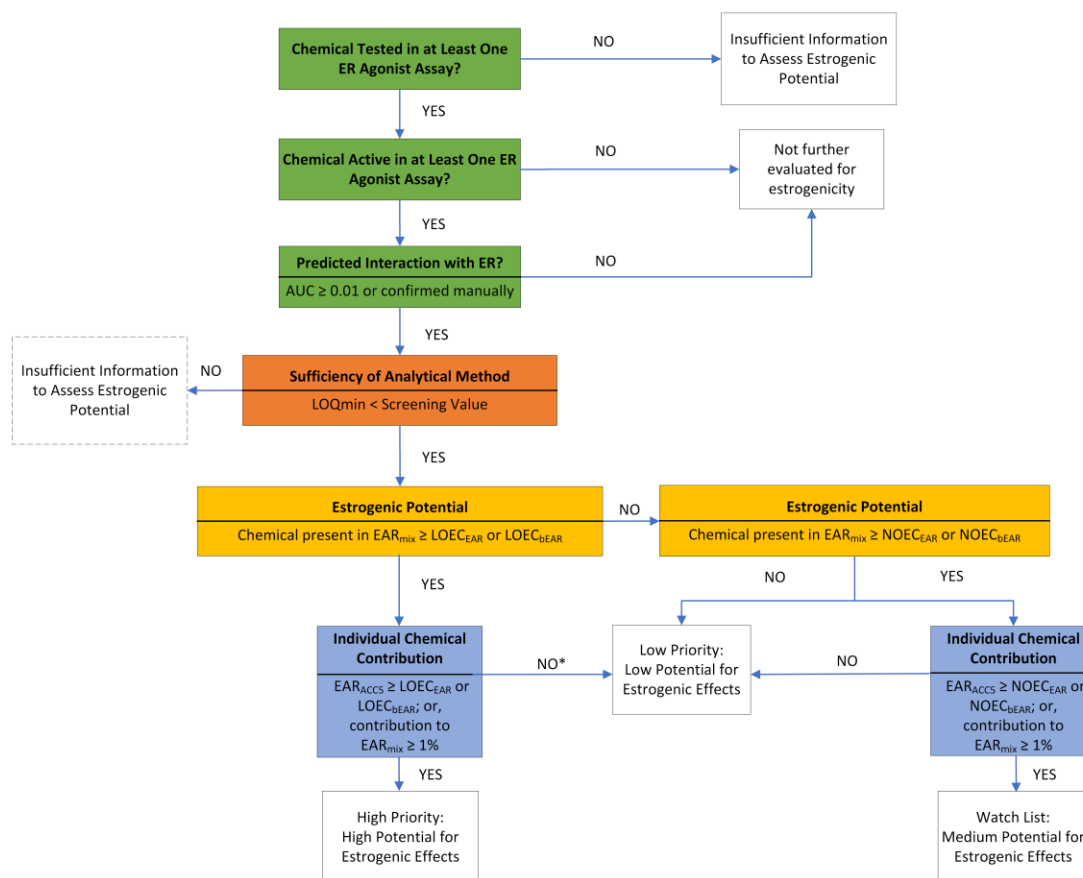 Chemical Tested in at Least One
ER Agonist Assay?
NO
Insufficient Information
to Assess Estrogenic
Potential
YES
Chemical Active in at Least One ER
Agonist Assay?
NO
Not further
evaluated for
estrogenicity
YES
Predicted Interaction with ER?
AUC ≥ 0.01 or confirmed manually
NO
YES
Insufficient Information
to Assess Estrogenic
Potential
NO
Sufficiency of Analytical Method
LOQmin < Screening Value
YES
Estrogenic Potential
Chemical present in EARmix ≥ LOECEAR or LOECbEAR
NO
Estrogenic Potential
Chemical present in EARmix ≥ NOECEAR or NOECbEAR
YES
NO
YES
Individual Chemical
Contribution
EARACC5 ≥ LOECEAR or
LOECbEAR; or,
contribution to
EARmix ≥ 1%
NO*
Low Priority:
Low Potential for
Estrogenic Effects
NO
Individual Chemical
Contribution
EARACC5 ≥ NOECEAR or
NOECbEAR; or,
contribution to
EARmix ≥ 1%
YES
YES
High Priority:
High Potential for
Estrogenic Effects
Watch List:
Medium Potential for
Estrogenic Effects